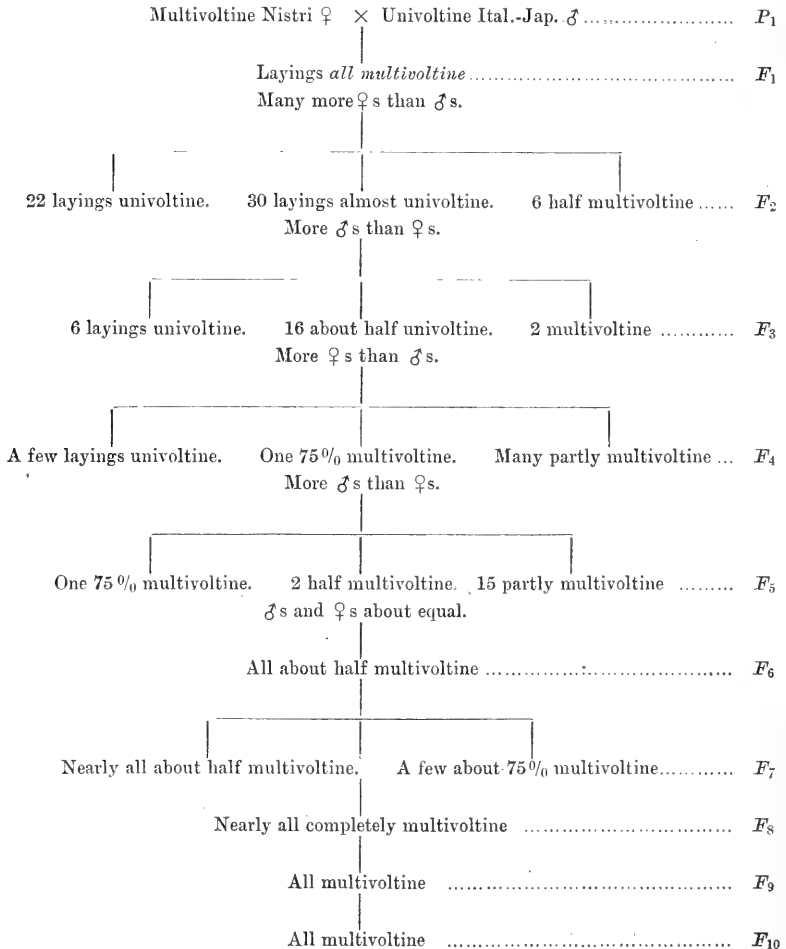 Multivoltine Nistri ♀ × Univoltine Ital.-Jap. ♂ ........................ P₁
Layings all multivoltine .......................................... F₁
Many more ♀s than ♂s.
22 layings univoltine. 30 layings almost univoltine. 6 half multivoltine ...... F₂
More ♂s than ♀s.
6 layings univoltine. 16 about half univoltine. 2 multivoltine ............ F₃
More ♀s than ♂s.
A few layings univoltine. One 75 % multivoltine. Many partly multivoltine ... F₄
More ♂s than ♀s.
One 75 % multivoltine. 2 half multivoltine. 15 partly multivoltine ......... F₅
♂s and ♀s about equal.
All about half multivoltine ....................................... F₆
Nearly all about half multivoltine. A few about 75 % multivoltine ............ F₇
Nearly all completely multivoltine ................................. F₈
All multivoltine ............................................. F₉
All multivoltine ............................................. F₁₀